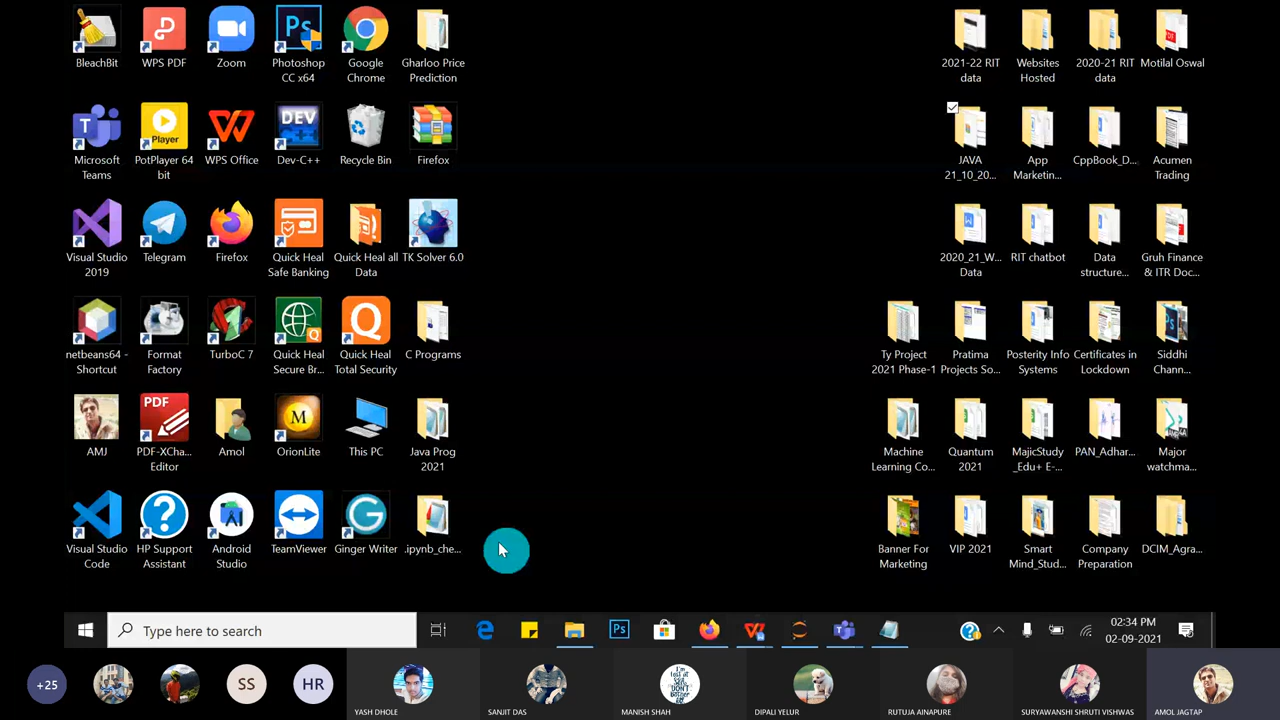 BleachBit
WPS PDF
Zoom
Photoshop
CC x64
Google
Chrome
Gharloo Price
Prediction
2021-22 RIT
data
Websites
Hosted
2020-21 RIT
data
Motilal Oswal
Microsoft
Teams
Player
PotPlayer 64
bit
WPS Office
DEV
Dev-C++
Recycle Bin
Firefox
JAVA
21_10_20...
App
Marketin...
CppBook_D...
Acumen
Trading
Visual Studio
2019
Telegram
Firefox
Quick Heal
Safe Banking
Quick Heal all
Data
TK Solver 6.0
2020_21_W...
Data
RIT chatbot
Data
structure...
Gruh Finance
& ITR Doc...
netbeans64 -
Shortcut
Format
Factory
TurboC 7
Quick Heal
Secure Br...
Quick Heal
Total Security
C Programs
Ty Project
2021 Phase-1
Pratima
Projects So...
Posterity Info
Systems
Certificates in
Lockdown
Siddhi
Chann...
AMJ
PDF
PDF-XCha...
Editor
Amol
M
OrionLite
This PC
Java Prog
2021
Machine
Learning Co...
Quantum
2021
MajicStudy
_Edu+ E-...
PAN_Adhar...
Major
watchma...
Visual Studio
Code
HP Support
Assistant
Android
Studio
TeamViewer
Ginger Writer
.ipynb_che...
Banner For
Marketing
VIP 2021
Smart
Mind_Stud...
Company
Preparation
DCIM_Agra...
Type here to search
02:34 PM
02-09-2021
+25
SS
HR
YASH DHOLE
SANJIT DAS
MANISH SHAH
DIPALI YELUR
RUTUJA AINAPURE
SURYAWANSHI SHRUTI VISHWAS
AMOL JAGTAP